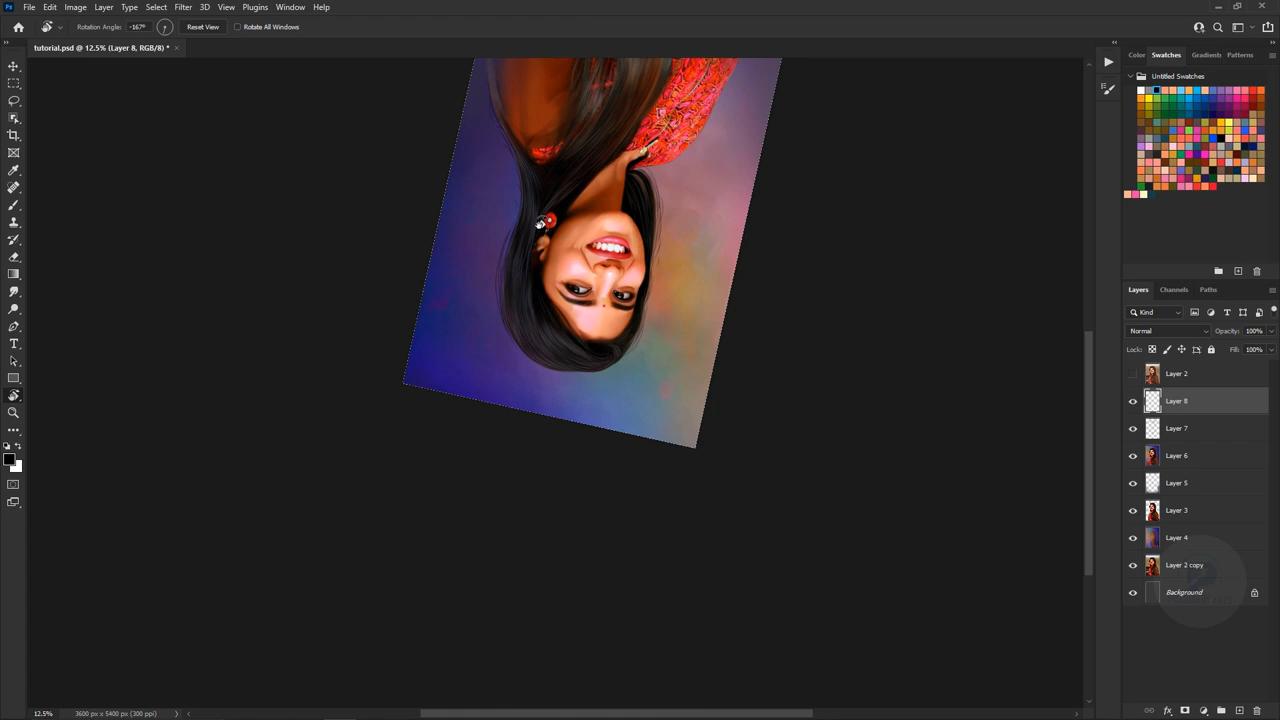 File Edit Image Layer Type Select Filter 3D View Plugins Window Help
Rotation Angle: -167° Reset View Rotate All Windows
tutorial.psd @ 12.5% (Layer 8, RGB/8) *
Color Swatches Gradients Patterns
Untitled Swatches
Layers Channels Paths
Kind
Normal Opacity: 100%
Lock: Fill: 100%
Layer 2
Layer 8
Layer 7
Layer 6
Layer 5
Layer 3
Layer 4
Layer 2 copy
Background
12.5% 3600 px x 5400 px (300 ppi)